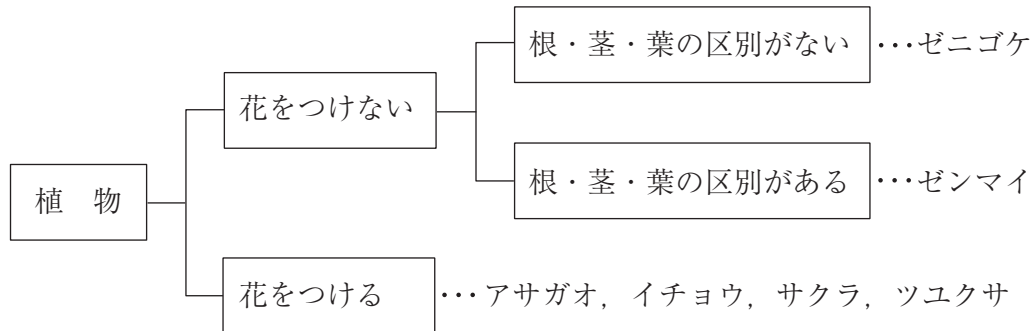 根・茎・葉の区別がない ・・・ゼニゴケ
花をつけない
根・茎・葉の区別がある ・・・ゼンマイ
植　物
花をつける ・・・アサガオ，イチョウ，サクラ，ツユクサ